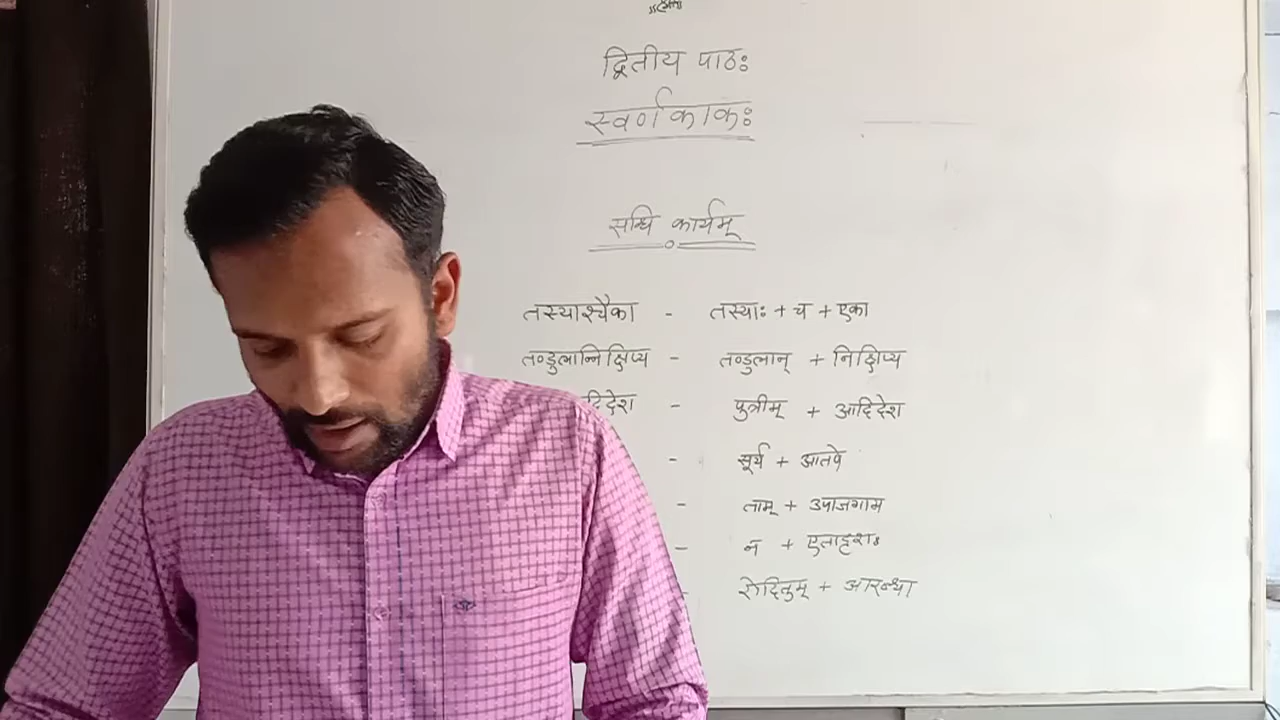 द्वितीय पाठः
स्वर्णकाकः
सन्धि कार्यम्
तस्याश्चैका - तस्याः + च + एका
तण्डुलान्निक्षिप्य - तण्डुलान् + निक्षिप्य
दिदेश - पुत्रीम् + आदिदेश
- सूर्य + आतपे
- ताम् + उपाजगाम
- न + एतादृशः
- रोदितुम् + आरब्धा